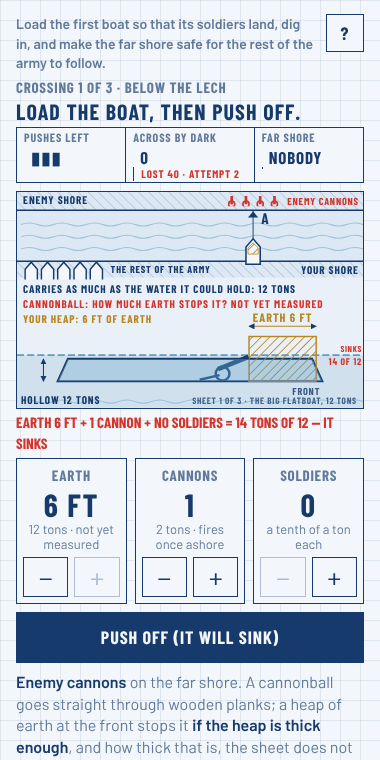 Load the first boat so that its soldiers land, dig
in, and make the far shore safe for the rest of the
army to follow.
?
CROSSING 1 OF 3 · BELOW THE LECH
LOAD THE BOAT, THEN PUSH OFF.
PUSHES LEFT
ACROSS BY DARK
0
LOST 40 · ATTEMPT 2
FAR SHORE
NOBODY
ENEMY SHORE
ENEMY CANNONS
A
THE REST OF THE ARMY
YOUR SHORE
CARRIES AS MUCH AS THE WATER IT COULD HOLD: 12 TONS
CANNONBALL: HOW MUCH EARTH STOPS IT? NOT YET MEASURED
YOUR HEAP: 6 FT OF EARTH
EARTH 6 FT
SINKS
14 OF 12
FRONT
HOLLOW 12 TONS
SHEET 1 OF 3 · THE BIG FLATBOAT, 12 TONS
EARTH 6 FT + 1 CANNON + NO SOLDIERS = 14 TONS OF 12 — IT
SINKS
EARTH
6 FT
12 tons · not yet
measured
− +
CANNONS
1
2 tons · fires
once ashore
− +
SOLDIERS
0
a tenth of a ton
each
− +
PUSH OFF (IT WILL SINK)
Enemy cannons on the far shore. A cannonball
goes straight through wooden planks; a heap of
earth at the front stops it if the heap is thick
enough, and how thick that is, the sheet does not